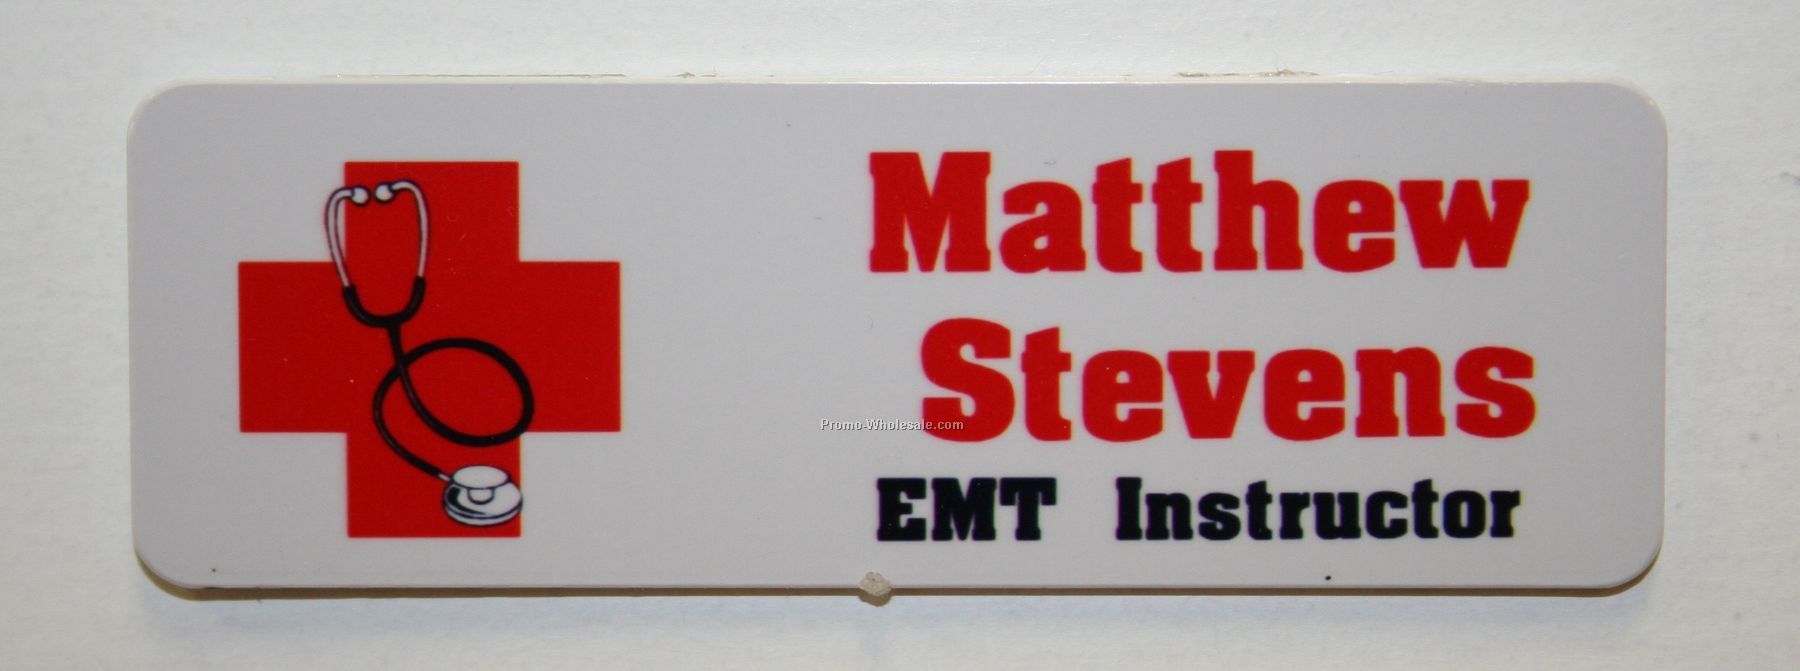 Matthew
Stevens
Promo-Wholesale.com
EMT Instructor